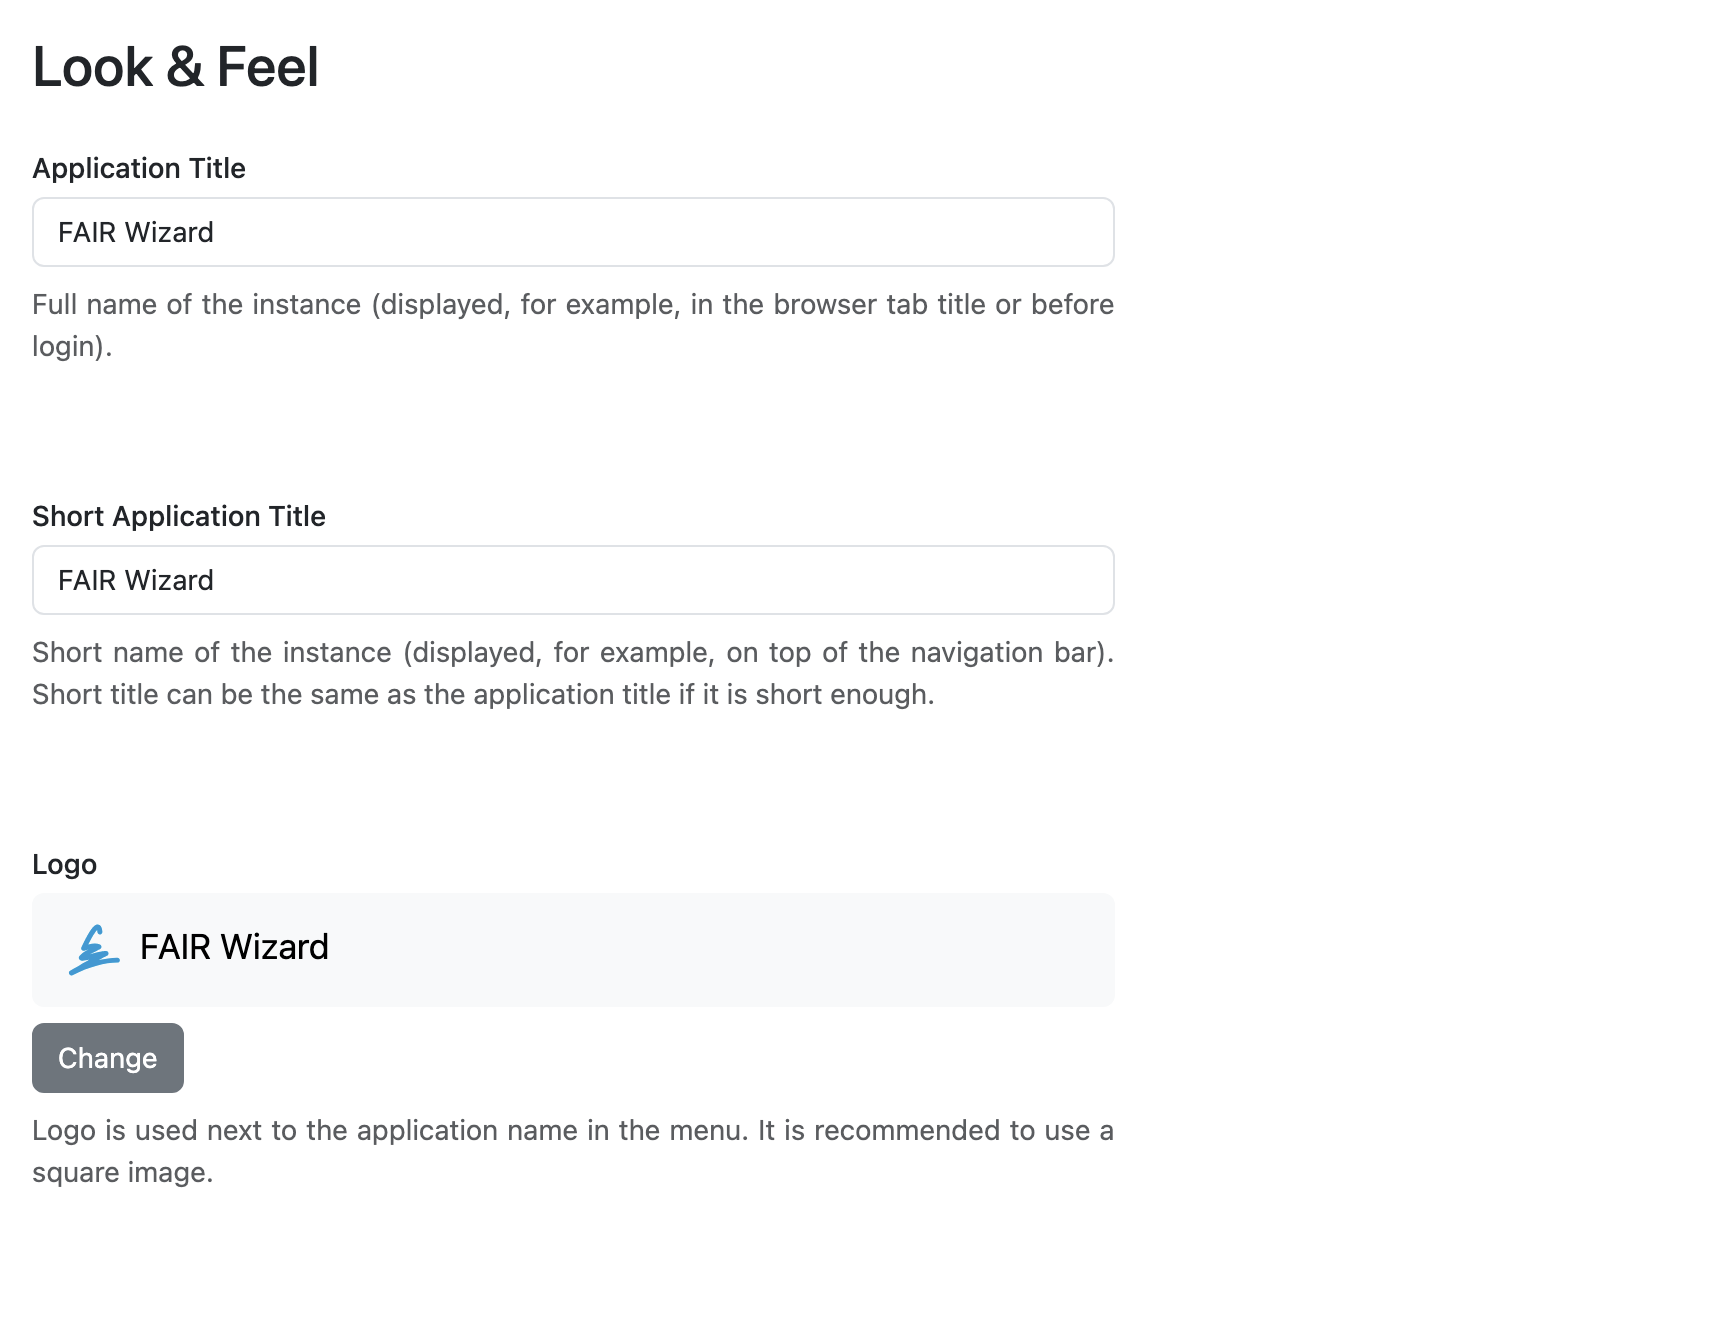 Look & Feel
Application Title
FAIR Wizard
Full name of the instance (displayed, for example, in the browser tab title or before
login).
Short Application Title
FAIR Wizard
Short name of the instance (displayed, for example, on top of the navigation bar).
Short title can be the same as the application title if it is short enough.
Logo
FAIR Wizard
Change
Logo is used next to the application name in the menu. It is recommended to use a
square image.